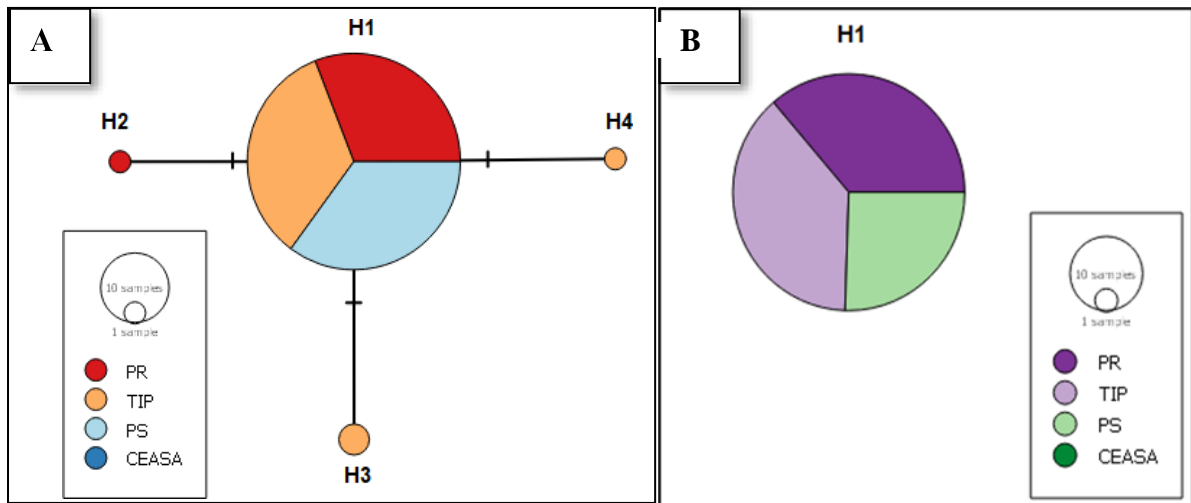 A
H1
H2
H4
H3
10 samples
1 sample
PR
TIP
PS
CEASA
B
H1
10 samples
1 sample
PR
TIP
PS
CEASA